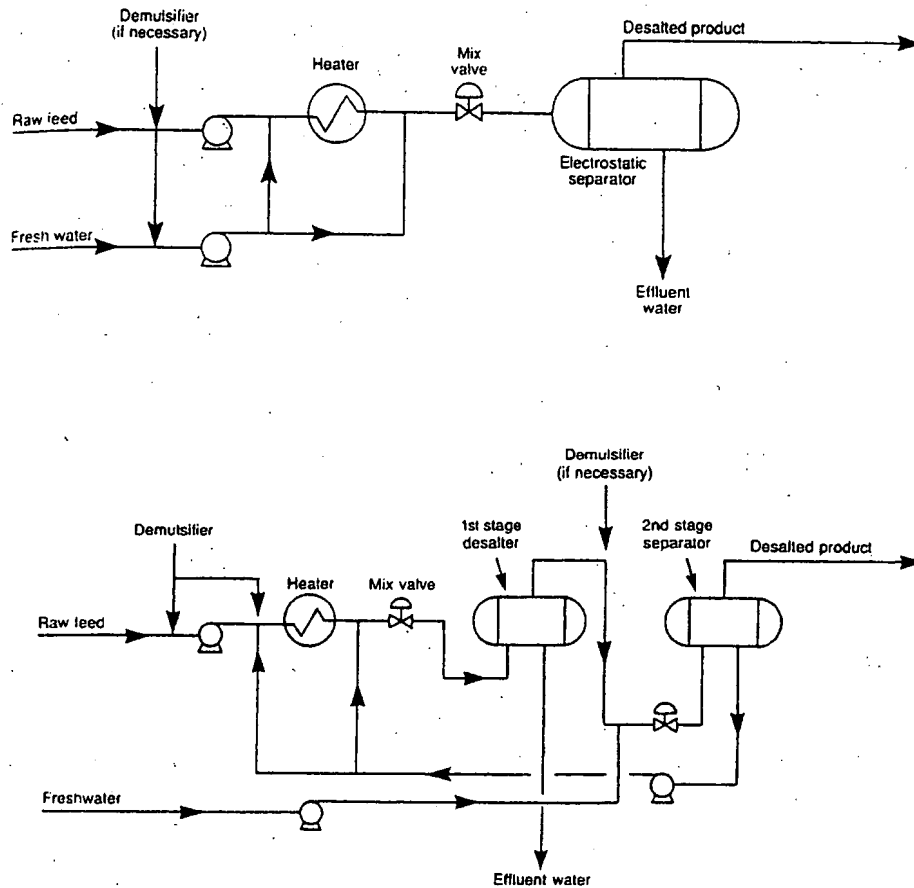 Demulsifier
(if necessary)
Desalted product
Mix
valve
Heater
Raw feed
Electrostatic
separator
Fresh water
Effluent
water
Demulsifier
(if necessary)
1st stage
desalter
2nd stage
separator
Demulsifier
Desalted product
Heater
Mix valve
Raw feed
Freshwater
Effluent water